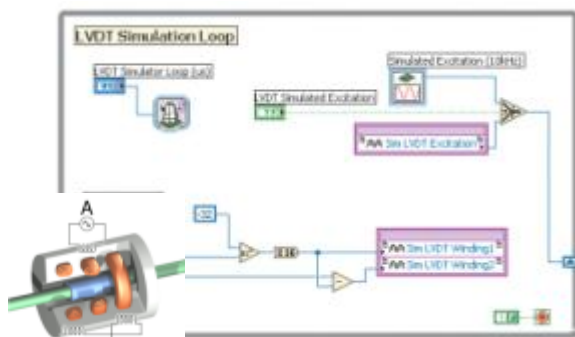 LVDT Simulation Loop
Simulated Excitation (10kHz)
LVDT Simulator Loop (us)
LVDT Simulated Excitation
Sim LVDT Excitation
A
-32
Sim LVDT Winding1
Sim LVDT Winding2